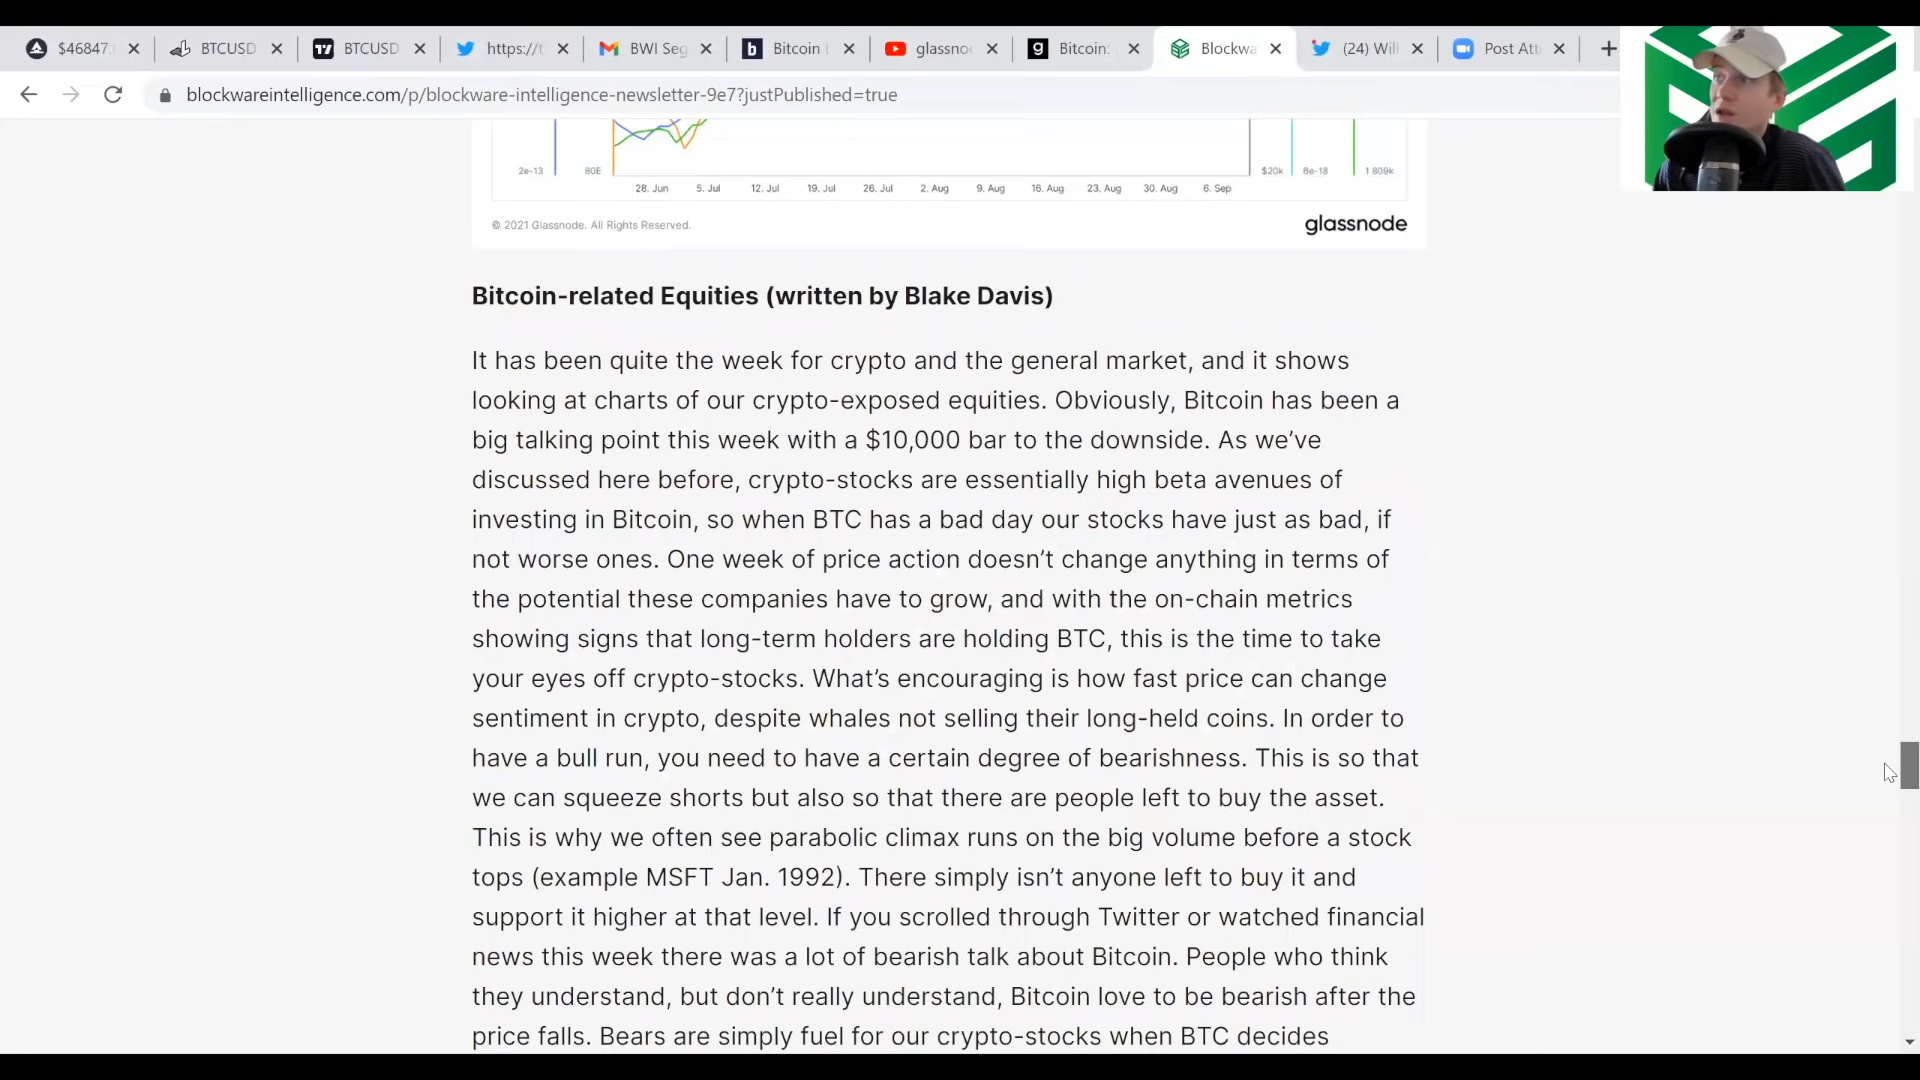 $46847
BTCUSD
BTCUSD
https://t
BWI Seg
Bitcoin
glassno
Bitcoin:
Blockwa
(24) Will
Post Att
blockwareintelligence.com/p/blockware-intelligence-newsletter-9e7?justPublished=true
2e-13 80E $20k 6e-18 1 809k
28. Jun 5. Jul 12. Jul 19. Jul 26. Jul 2. Aug 9. Aug 16. Aug 23. Aug 30. Aug 6. Sep
© 2021 Glassnode. All Rights Reserved.
glassnode
Bitcoin-related Equities (written by Blake Davis)
It has been quite the week for crypto and the general market, and it shows
looking at charts of our crypto-exposed equities. Obviously, Bitcoin has been a
big talking point this week with a $10,000 bar to the downside. As we’ve
discussed here before, crypto-stocks are essentially high beta avenues of
investing in Bitcoin, so when BTC has a bad day our stocks have just as bad, if
not worse ones. One week of price action doesn’t change anything in terms of
the potential these companies have to grow, and with the on-chain metrics
showing signs that long-term holders are holding BTC, this is the time to take
your eyes off crypto-stocks. What’s encouraging is how fast price can change
sentiment in crypto, despite whales not selling their long-held coins. In order to
have a bull run, you need to have a certain degree of bearishness. This is so that
we can squeeze shorts but also so that there are people left to buy the asset.
This is why we often see parabolic climax runs on the big volume before a stock
tops (example MSFT Jan. 1992). There simply isn’t anyone left to buy it and
support it higher at that level. If you scrolled through Twitter or watched financial
news this week there was a lot of bearish talk about Bitcoin. People who think
they understand, but don’t really understand, Bitcoin love to be bearish after the
price falls. Bears are simply fuel for our crypto-stocks when BTC decides